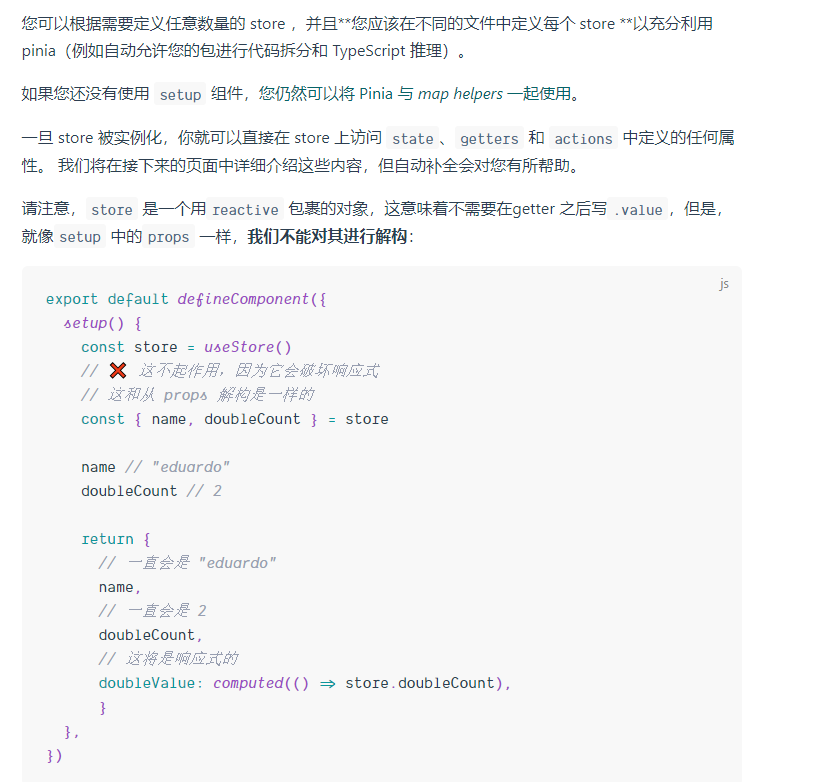 您可以根据需要定义任意数量的 store ，并且**您应该在不同的文件中定义每个 store **以充分利用
pinia（例如自动允许您的包进行代码拆分和 TypeScript 推理）。
如果您还没有使用 setup 组件，您仍然可以将 Pinia 与 map helpers 一起使用。
一旦 store 被实例化，你就可以直接在 store 上访问 state、getters 和 actions 中定义的任何属
性。 我们将在接下来的页面中详细介绍这些内容，但自动补全会对您有所帮助。
请注意，store 是一个用 reactive 包裹的对象，这意味着不需要在getter 之后写 .value，但是，
就像 setup 中的 props 一样，我们不能对其进行解构：
js
export default defineComponent({
  setup() {
    const store = useStore()
    // ❌ 这不起作用，因为它会破坏响应式
    // 这和从 props 解构是一样的
    const { name, doubleCount } = store
    name // "eduardo"
    doubleCount // 2
    return {
      // 一直会是 "eduardo"
      name,
      // 一直会是 2
      doubleCount,
      // 这将是响应式的
      doubleValue: computed(() => store.doubleCount),
      }
  },
})